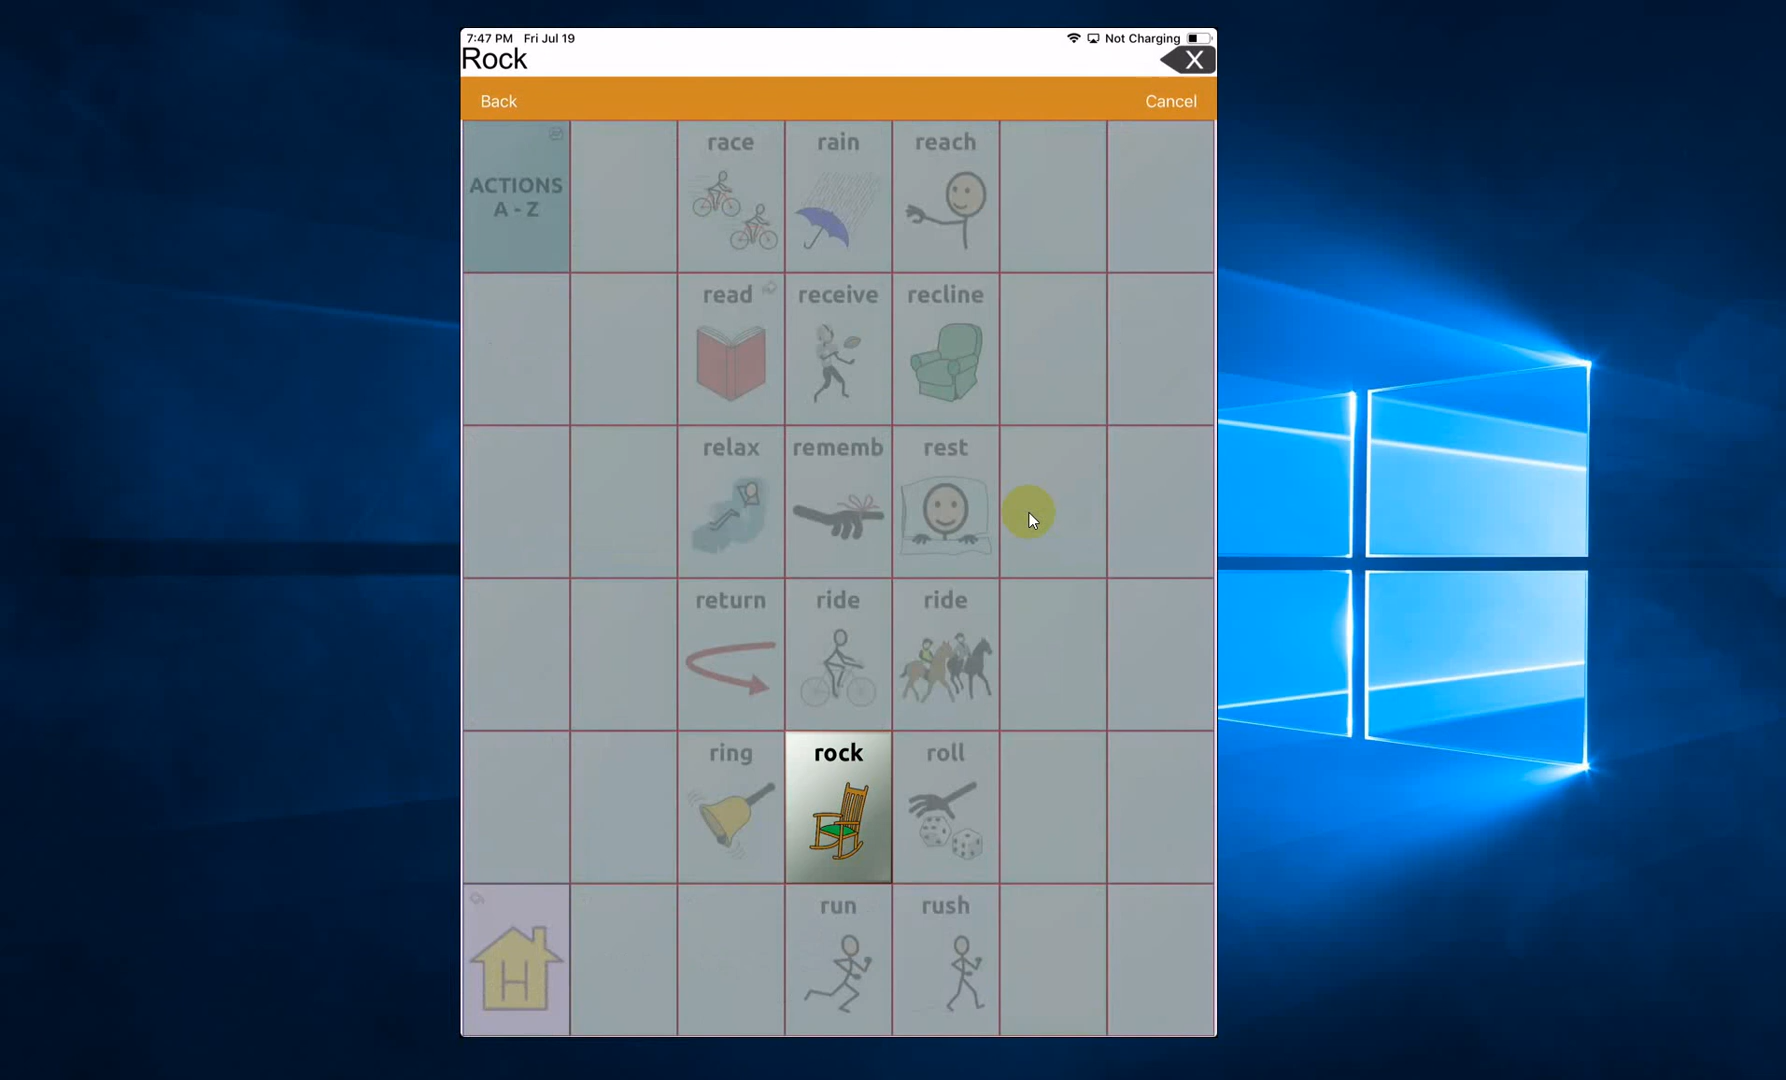 7:47 PM Fri Jul 19
Not Charging
Rock
X
Back
Cancel
ACTIONS
A - Z
race
rain
reach
read
receive
recline
relax
rememb
rest
return
ride
ride
ring
rock
roll
H
run
rush